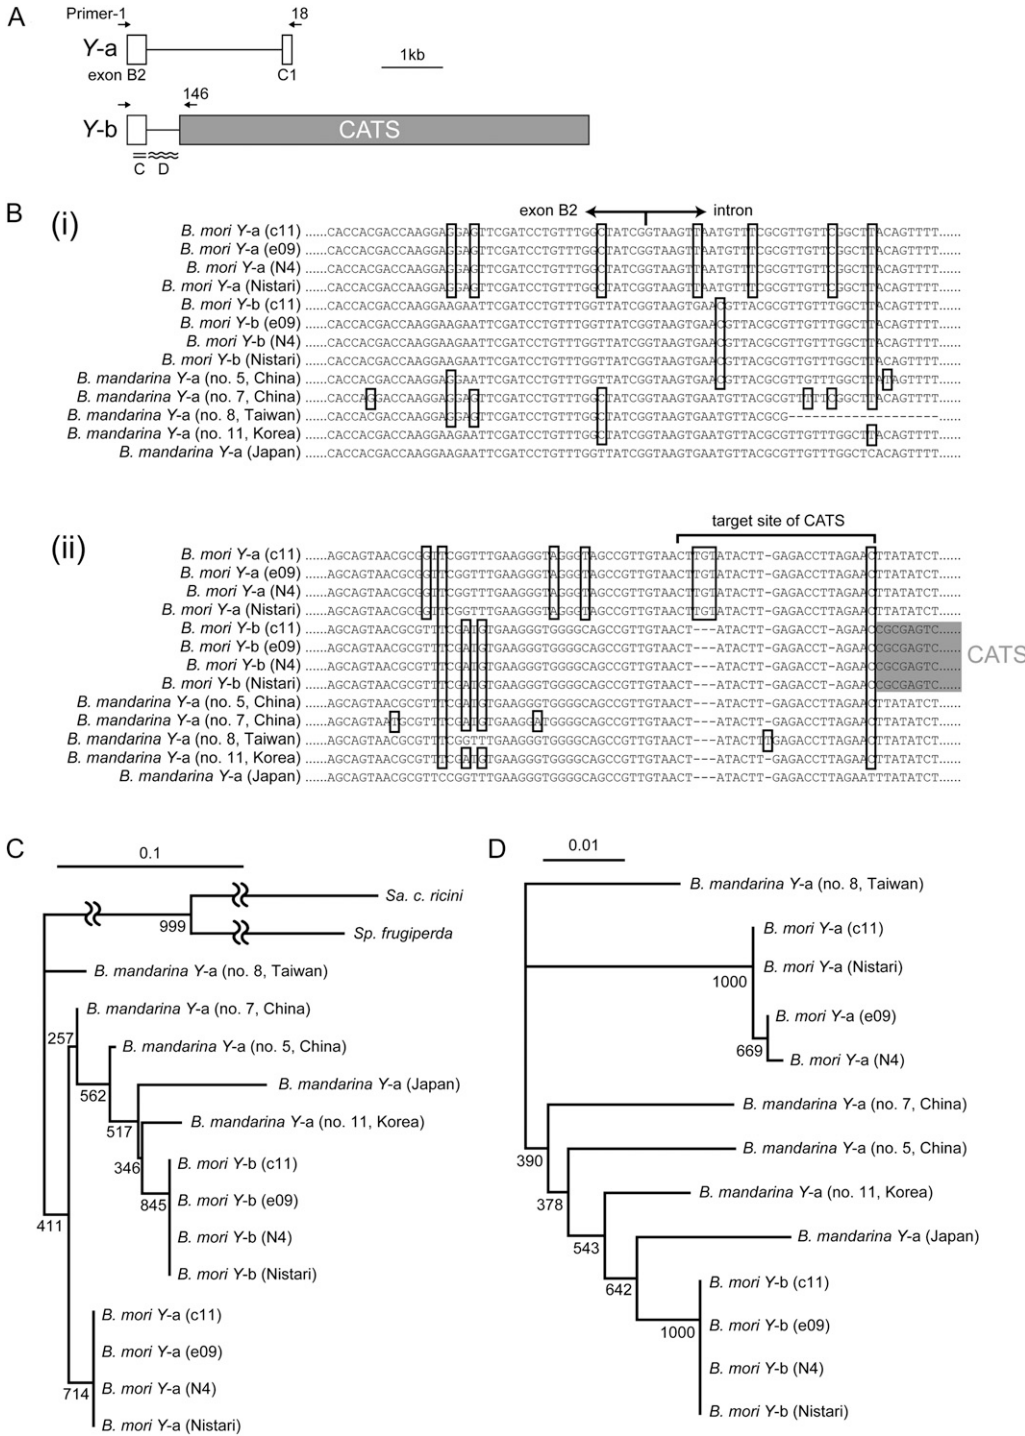 A
Primer-1 18
Y-a
exon B2 C1
1kb
146
Y-b CATS
C D
B
(i)
exon B2 intron
B. mori Y-a (c11) ......CACCACGACCAAGGAGGAGTTCGATCCTGTTTGGCTATCGGTAAGTTAATGTTTCGCGTTGTTCGGCTTACAGTTTT......
B. mori Y-a (e09) ......CACCACGACCAAGGAGGAGTTCGATCCTGTTTGGCTATCGGTAAGTTAATGTTTCGCGTTGTTCGGCTTACAGTTTT......
B. mori Y-a (N4) ......CACCACGACCAAGGAGGAGTTCGATCCTGTTTGGCTATCGGTAAGTTAATGTTTCGCGTTGTTCGGCTTACAGTTTT......
B. mori Y-a (Nistari) ......CACCACGACCAAGGAGGAGTTCGATCCTGTTTGGCTATCGGTAAGTTAATGTTTCGCGTTGTTCGGCTTACAGTTTT......
B. mori Y-b (c11) ......CACCACGACCAAGGAAGAATTCGATCCTGTTTGGTTATCGGTAAGTGAACGTTACGCGTTGTTTGGCTTACAGTTTT......
B. mori Y-b (e09) ......CACCACGACCAAGGAAGAATTCGATCCTGTTTGGTTATCGGTAAGTGAACGTTACGCGTTGTTTGGCTTACAGTTTT......
B. mori Y-b (N4) ......CACCACGACCAAGGAAGAATTCGATCCTGTTTGGTTATCGGTAAGTGAACGTTACGCGTTGTTTGGCTTACAGTTTT......
B. mori Y-b (Nistari) ......CACCACGACCAAGGAAGAATTCGATCCTGTTTGGTTATCGGTAAGTGAACGTTACGCGTTGTTTGGCTTACAGTTTT......
B. mandarina Y-a (no. 5, China) ......CACCACGACCAAGGAGGAATTCGATCCTGTTTGGTTATCGGTAAGTGAACGTTACGCGTTGTTTGGCTTATAGTTTT......
B. mandarina Y-a (no. 7, China) ......CACCAGGACCAAGGAGGAGTTCGATCCTGTTTGGCTATCGGTAAGTGAATGTTACGCGTTTTTCGGCTTACAGTTTT......
B. mandarina Y-a (no. 8, Taiwan) ......CACCACGACCAAGGAGGAGTTCGATCCTGTTTGGCTATCGGTAAGTGAATGTTACGCG-------------------......
B. mandarina Y-a (no. 11, Korea) ......CACCACGACCAAGGAAGAATTCGATCCTGTTTGGCTATCGGTAAGTGAATGTTACGCGTTGTTTGGCTTACAGTTTT......
B. mandarina Y-a (Japan) ......CACCACGACCAAGGAAGAATTCGATCCTGTTTGGTTATCGGTAAGTGAATGTTACGCGTTGTTTGGCTCACAGTTTT......
(ii)
target site of CATS
B. mori Y-a (c11) ......AGCAGTAACGCGGTTCGGTTTGAAGGGTAGGGTAGCCGTTGTAACTTGTATACTT-GAGACCTTAGAACTTATATCT......
B. mori Y-a (e09) ......AGCAGTAACGCGGTTCGGTTTGAAGGGTAGGGTAGCCGTTGTAACTTGTATACTT-GAGACCTTAGAACTTATATCT......
B. mori Y-a (N4) ......AGCAGTAACGCGGTTCGGTTTGAAGGGTAGGGTAGCCGTTGTAACTTGTATACTT-GAGACCTTAGAACTTATATCT......
B. mori Y-a (Nistari) ......AGCAGTAACGCGGTTCGGTTTGAAGGGTAGGGTAGCCGTTGTAACTTGTATACTT-GAGACCTTAGAACTTATATCT......
B. mori Y-b (c11) ......AGCAGTAACGCGTTTCGATGTGAAGGGTGGGGCAGCCGTTGTAACT---ATACTT-GAGACCT-AGAACCGCGAGTC......
B. mori Y-b (e09) ......AGCAGTAACGCGTTTCGATGTGAAGGGTGGGGCAGCCGTTGTAACT---ATACTT-GAGACCT-AGAACCGCGAGTC......
CATS
B. mori Y-b (N4) ......AGCAGTAACGCGTTTCGATGTGAAGGGTGGGGCAGCCGTTGTAACT---ATACTT-GAGACCT-AGAACCGCGAGTC......
B. mori Y-b (Nistari) ......AGCAGTAACGCGTTTCGATGTGAAGGGTGGGGCAGCCGTTGTAACT---ATACTT-GAGACCT-AGAACCGCGAGTC......
B. mandarina Y-a (no. 5, China) ......AGCAGTAACGCGTTTCGATGTGAAGGGTGGGGCAGCCGTTGTAACT---ATACTT-GAGACCTTAGAACTTATATCT......
B. mandarina Y-a (no. 7, China) ......AGCAGTAATGCGTTTCGATGTGAAGGATGGGGCAGCCGTTGTAACT---ATACTT-GAGACCTTAGAACTTATATCT......
B. mandarina Y-a (no. 8, Taiwan) ......AGCAGTAACGCGTTTCGGTTTGAAGGGTGGGGCAGCCGTTGTAACT---ATACTTTGAGACCTTAGAACTTATATCT......
B. mandarina Y-a (no. 11, Korea) ......AGCAGTAACGCGTTTCGATGTGAAGGGTGGGGCAGCCGTTGTAACT---ATACTT-GAGACCTTAGAACTTATATCT......
B. mandarina Y-a (Japan) ......AGCAGTAACGCGTTCCGGTTTGAAGGGTGGGGCAGCCGTTGTAACT---ATACTT-GAGACCTTAGAATTTATATCT......
C
0.1
Sa. c. ricini
999
Sp. frugiperda
B. mandarina Y-a (no. 8, Taiwan)
B. mandarina Y-a (no. 7, China)
257
B. mandarina Y-a (no. 5, China)
562
B. mandarina Y-a (Japan)
517
B. mandarina Y-a (no. 11, Korea)
346
B. mori Y-b (c11)
845
B. mori Y-b (e09)
B. mori Y-b (N4)
411
B. mori Y-b (Nistari)
B. mori Y-a (c11)
B. mori Y-a (e09)
714
B. mori Y-a (N4)
B. mori Y-a (Nistari)
D
0.01
B. mandarina Y-a (no. 8, Taiwan)
B. mori Y-a (c11)
B. mori Y-a (Nistari)
1000
B. mori Y-a (e09)
669
B. mori Y-a (N4)
B. mandarina Y-a (no. 7, China)
390
B. mandarina Y-a (no. 5, China)
378
B. mandarina Y-a (no. 11, Korea)
543
B. mandarina Y-a (Japan)
642
B. mori Y-b (c11)
1000
B. mori Y-b (e09)
B. mori Y-b (N4)
B. mori Y-b (Nistari)